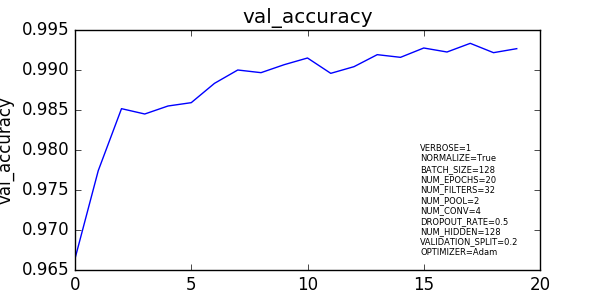 val_accuracy
0.995
0.990
0.985
0.980
0.975
0.970
0.965
val_accuracy
VERBOSE=1
NORMALIZE=True
BATCH_SIZE=128
NUM_EPOCHS=20
NUM_FILTERS=32
NUM_POOL=2
NUM_CONV=4
DROPOUT_RATE=0.5
NUM_HIDDEN=128
VALIDATION_SPLIT=0.2
OPTIMIZER=Adam
0 5 10 15 20